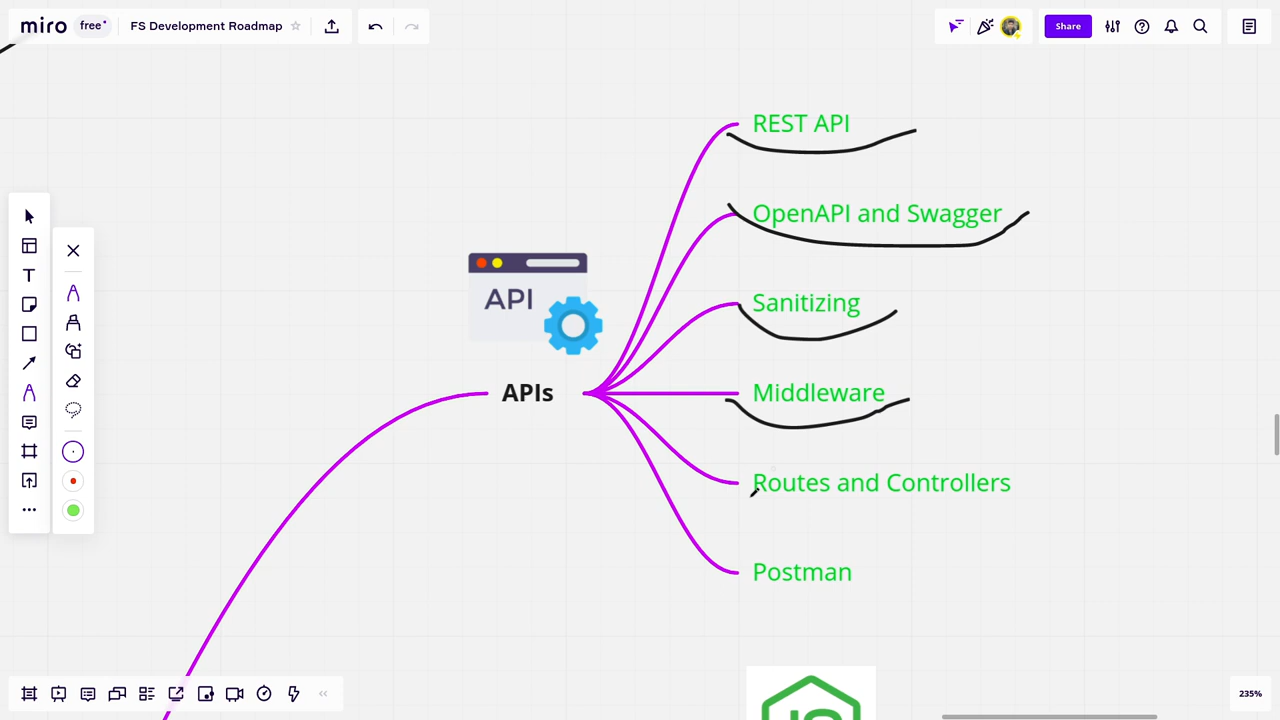 miro free FS Development Roadmap
Share
REST API
OpenAPI and Swagger
API
Sanitizing
APIs
Middleware
Routes and Controllers
Postman
JS
235%